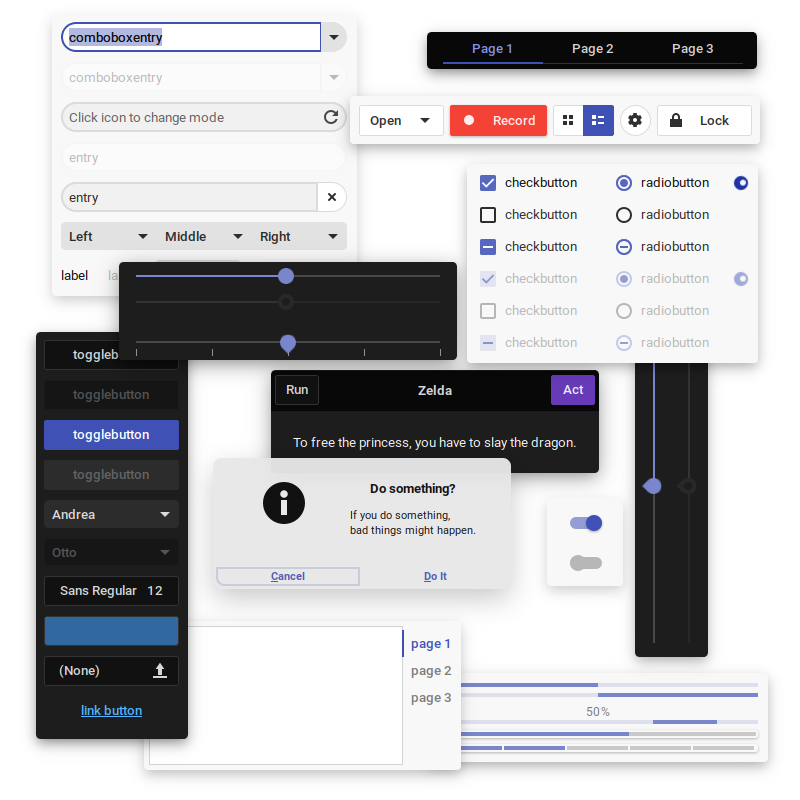 comboboxentry
comboboxentry
Click icon to change mode
entry
entry
Left Middle Right
label
Page 1 Page 2 Page 3
Open Record Lock
checkbutton radiobutton
checkbutton radiobutton
checkbutton radiobutton
checkbutton radiobutton
checkbutton radiobutton
checkbutton radiobutton
togglebutton
togglebutton
togglebutton
Andrea
Otto
Sans Regular 12
(None)
link button
Run Zelda Act
To free the princess, you have to slay the dragon.
Do something?
If you do something,
bad things might happen.
Cancel Do It
page 1
page 2
page 3
50%